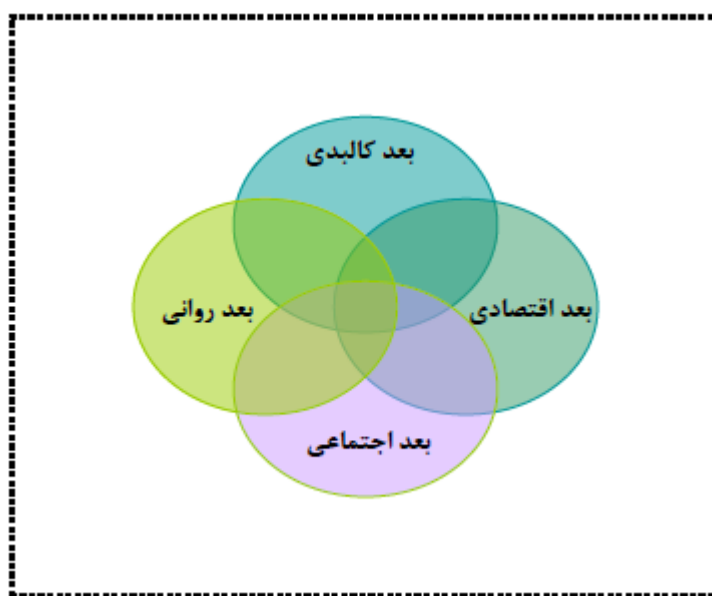 بعد کالبدی
بعد اقتصادی
بعد روانی
بعد اجتماعی